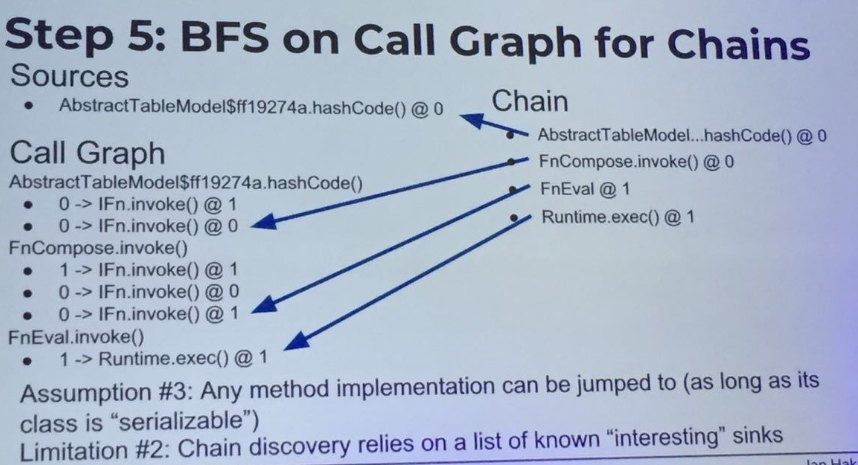 Step 5: BFS on Call Graph for Chains
Sources
• AbstractTableModel$ff19274a.hashCode() @ 0
Call Graph
AbstractTableModel$ff19274a.hashCode()
• 0 -> IFn.invoke() @ 1
• 0 -> IFn.invoke() @ 0
FnCompose.invoke()
• 1 -> IFn.invoke() @ 1
• 0 -> IFn.invoke() @ 0
• 0 -> IFn.invoke() @ 1
FnEval.invoke()
• 1 -> Runtime.exec() @ 1
Chain
• AbstractTableModel...hashCode() @ 0
• FnCompose.invoke() @ 0
• FnEval @ 1
• Runtime.exec() @ 1
Assumption #3: Any method implementation can be jumped to (as long as its
class is “serializable”)
Limitation #2: Chain discovery relies on a list of known “interesting” sinks